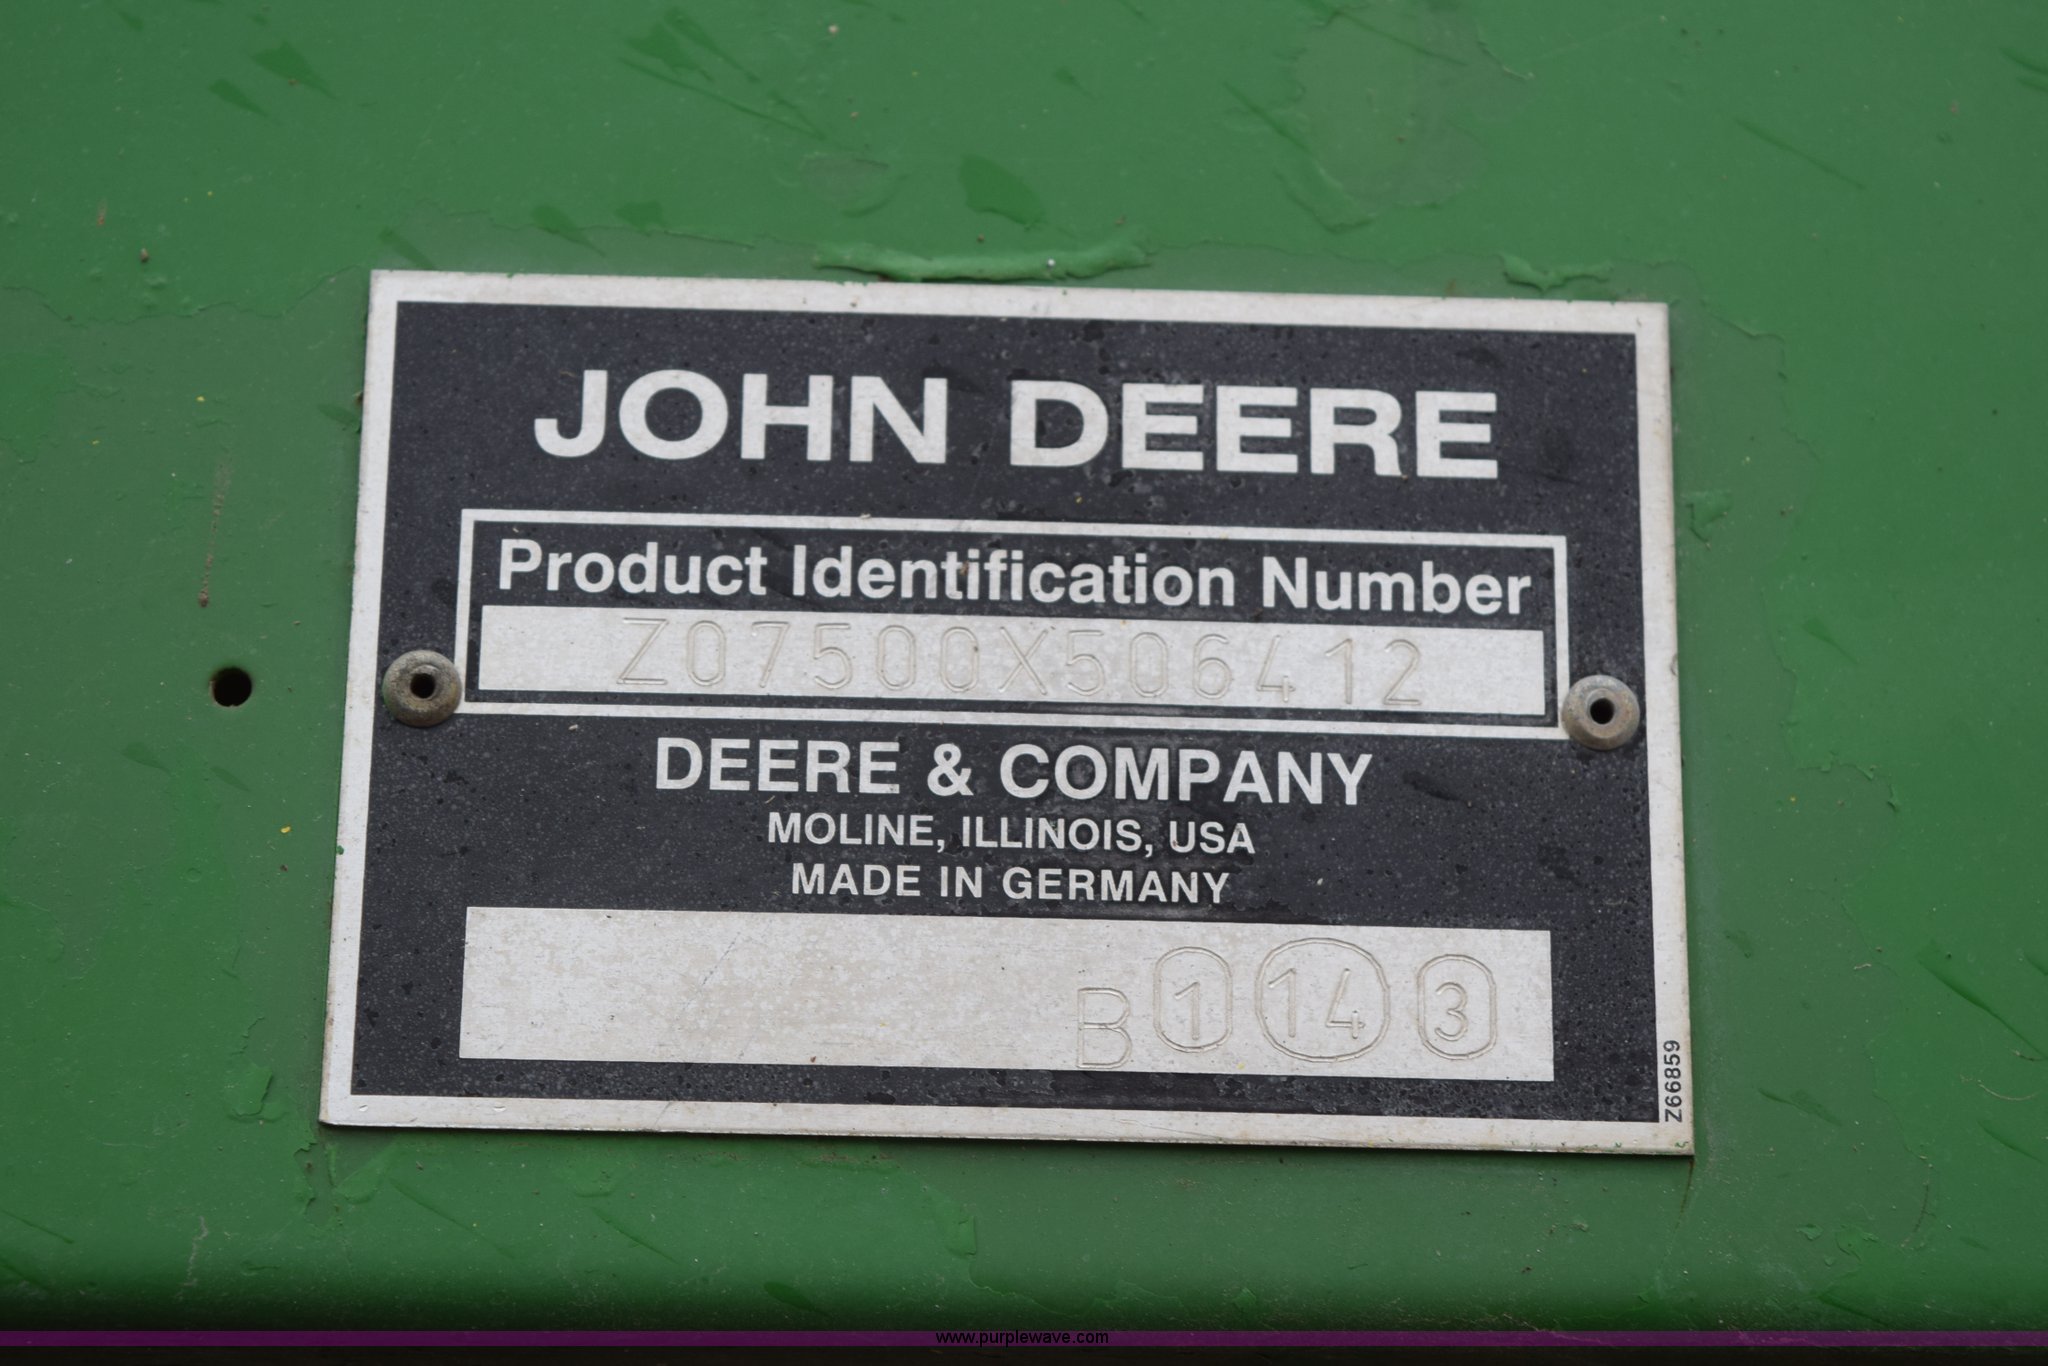 JOHN DEERE
Product Identification Number
Z07500X506412
DEERE & COMPANY
MOLINE, ILLINOIS, USA
MADE IN GERMANY
B 1 14 3
Z66859
www.purplewave.com